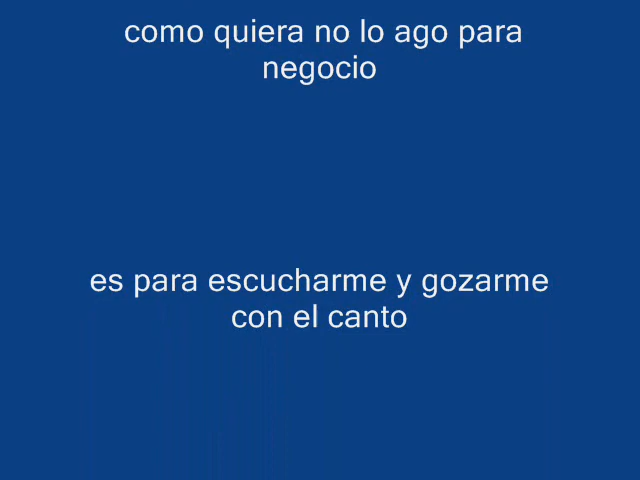 como quiera no lo ago para
negocio
es para escucharme y gozarme
con el canto